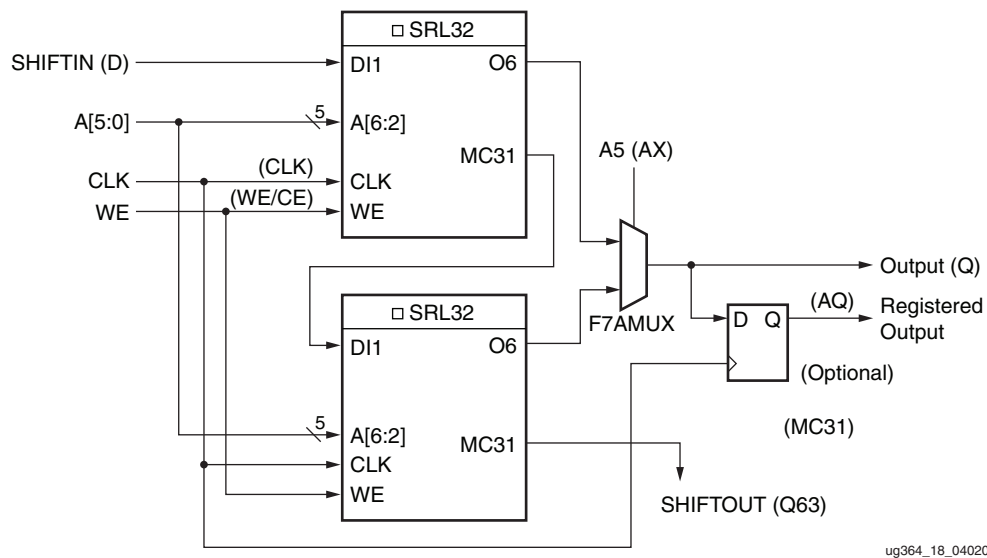 □ SRL32
SHIFTIN (D)
DI1
O6
A[5:0]
5
A[6:2]
MC31
A5 (AX)
CLK
(CLK)
CLK
WE
(WE/CE)
WE
Output (Q)
F7AMUX
□ SRL32
DI1
O6
D Q
(AQ)
Registered
Output
(Optional)
5
A[6:2]
MC31
(MC31)
CLK
WE
SHIFTOUT (Q63)
ug364_18_04020